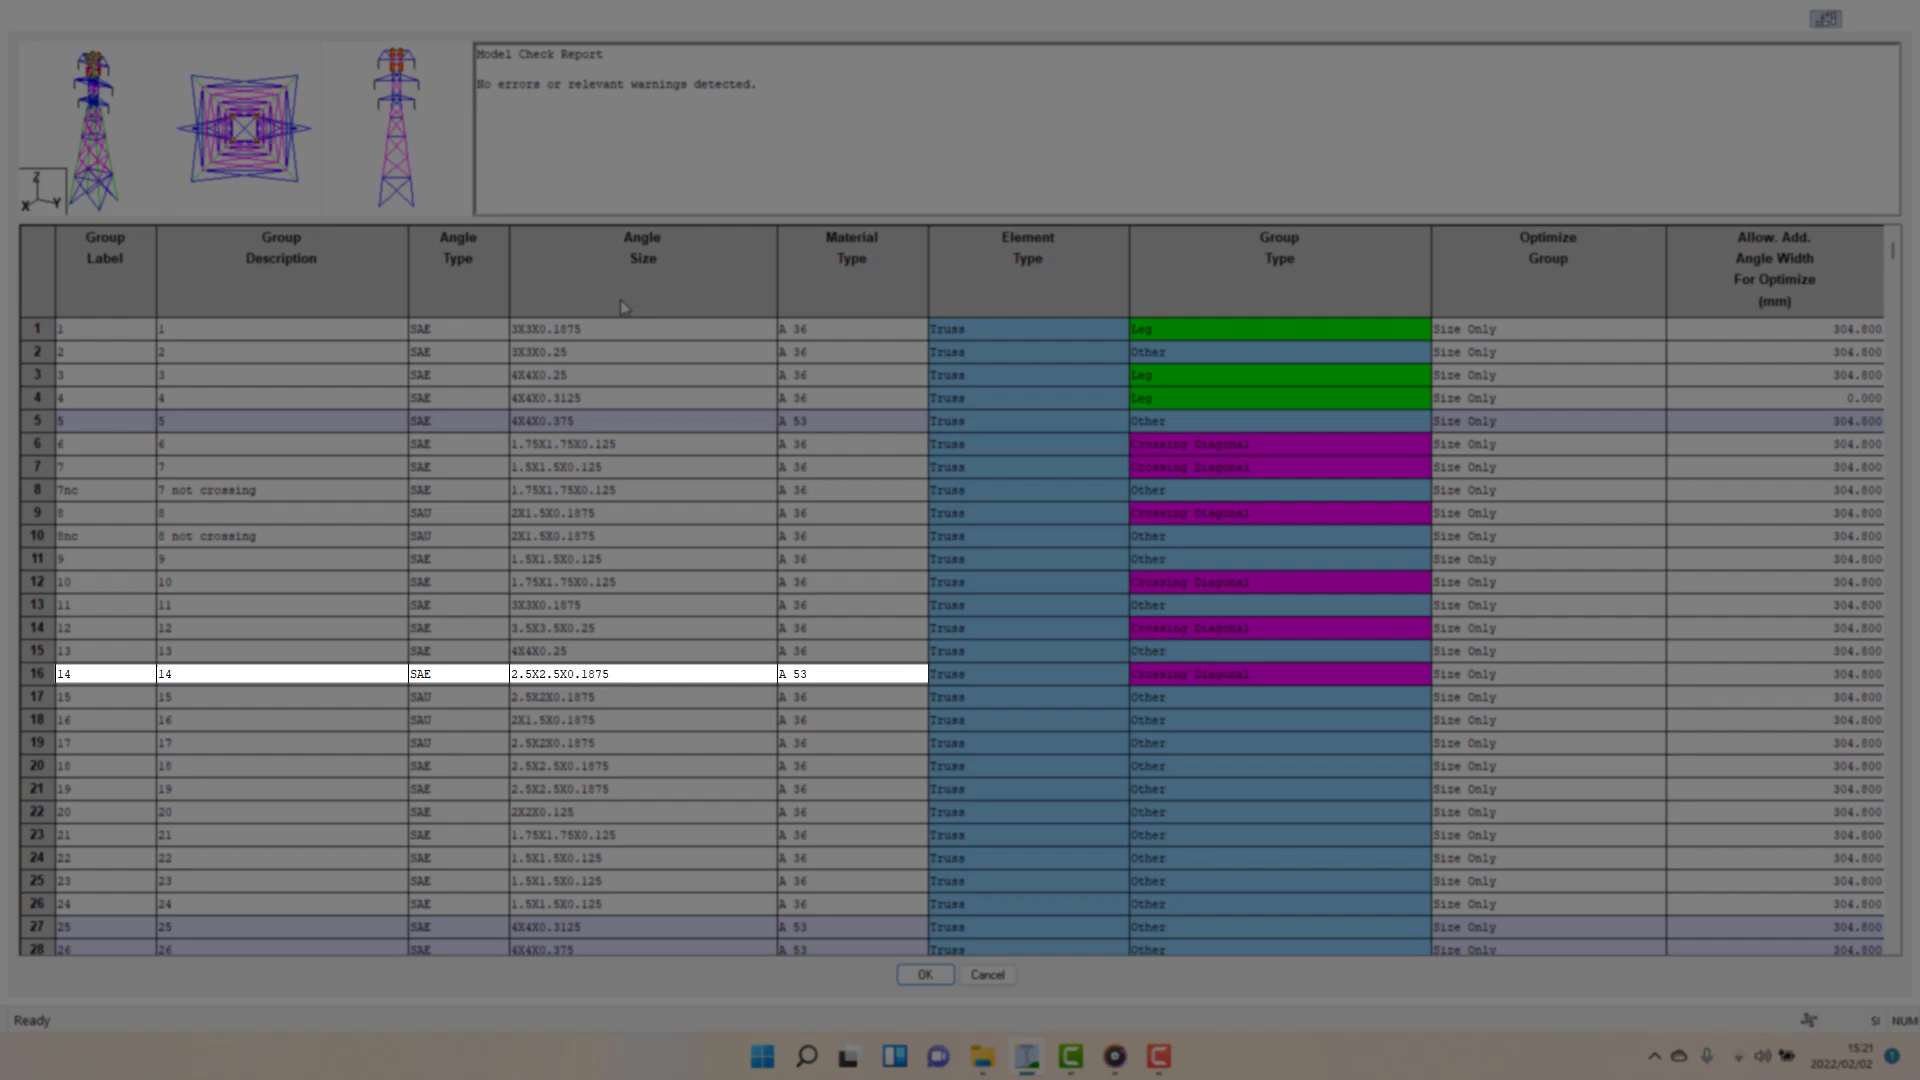 Model Check Report
No errors or relevant warnings detected.
Z
X Y
Group Label Group Description Angle Type Angle Size Material Type Element Type Group Type Optimize Group Allow. Add. Angle Width For Optimize (mm)
1 1 1 SAE 3X3X0.1875 A 36 Truss Leg Size Only 304.800
2 2 2 SAE 3X3X0.25 A 36 Truss Other Size Only 304.800
3 3 3 SAE 4X4X0.25 A 36 Truss Leg Size Only 304.800
4 4 4 SAE 4X4X0.3125 A 36 Truss Leg Size Only 0.000
5 5 5 SAE 4X4X0.375 A 53 Truss Other Size Only 304.800
6 6 6 SAE 1.75X1.75X0.125 A 36 Truss Crossing Diagonal Size Only 304.800
7 7 7 SAE 1.5X1.5X0.125 A 36 Truss Crossing Diagonal Size Only 304.800
8 7nc 7 not crossing SAE 1.75X1.75X0.125 A 36 Truss Other Size Only 304.800
9 8 8 SAU 2X1.5X0.1875 A 36 Truss Crossing Diagonal Size Only 304.800
10 8nc 8 not crossing SAU 2X1.5X0.1875 A 36 Truss Other Size Only 304.800
11 9 9 SAE 1.5X1.5X0.125 A 36 Truss Other Size Only 304.800
12 10 10 SAE 1.75X1.75X0.125 A 36 Truss Crossing Diagonal Size Only 304.800
13 11 11 SAE 3X3X0.1875 A 36 Truss Other Size Only 304.800
14 12 12 SAE 3.5X3.5X0.25 A 36 Truss Crossing Diagonal Size Only 304.800
15 13 13 SAE 4X4X0.25 A 36 Truss Other Size Only 304.800
16 14 14 SAE 2.5X2.5X0.1875 A 53 Truss Crossing Diagonal Size Only 304.800
17 15 15 SAU 2.5X2X0.1875 A 36 Truss Other Size Only 304.800
18 16 16 SAU 2X1.5X0.1875 A 36 Truss Other Size Only 304.800
19 17 17 SAU 2.5X2X0.1875 A 36 Truss Other Size Only 304.800
20 18 18 SAE 2.5X2.5X0.1875 A 36 Truss Other Size Only 304.800
21 19 19 SAE 2.5X2.5X0.1875 A 36 Truss Other Size Only 304.800
22 20 20 SAE 2X2X0.125 A 36 Truss Other Size Only 304.800
23 21 21 SAE 1.75X1.75X0.125 A 36 Truss Other Size Only 304.800
24 22 22 SAE 1.5X1.5X0.125 A 36 Truss Other Size Only 304.800
25 23 23 SAE 1.5X1.5X0.125 A 36 Truss Other Size Only 304.800
26 24 24 SAE 1.5X1.5X0.125 A 36 Truss Other Size Only 304.800
27 25 25 SAE 4X4X0.3125 A 53 Truss Other Size Only 304.800
28 26 26 SAE 4X4X0.375 A 53 Truss Other Size Only 304.800
OK Cancel
Ready SI NUM
15:21
2022/02/02 1